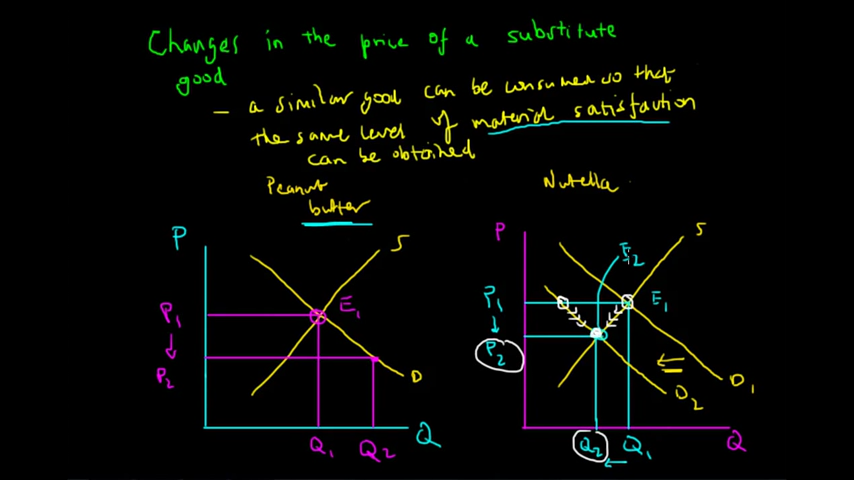 Changes in the price of a substitute
good
- a similar good can be consumed so that
the same level of material satisfaction
can be obtained
Peanut
butter
Nutella
P
S
P1
E1
P2
D
Q1
Q2
Q
P
S
E2
P1
E1
P2
D1
D2
Q2
Q1
Q